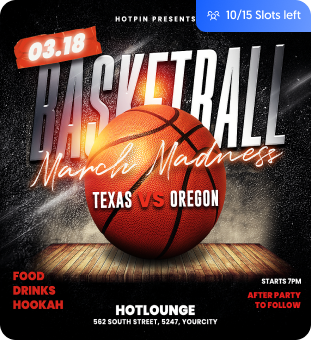 HOTPIN PRESENTS
10/15 Slots left
03.18
BASKETBALL
March Madness
TEXAS VS OREGON
FOOD
DRINKS
HOOKAH
STARTS 7PM
AFTER PARTY
TO FOLLOW
HOTLOUNGE
562 SOUTH STREET, 5247, YOURCITY